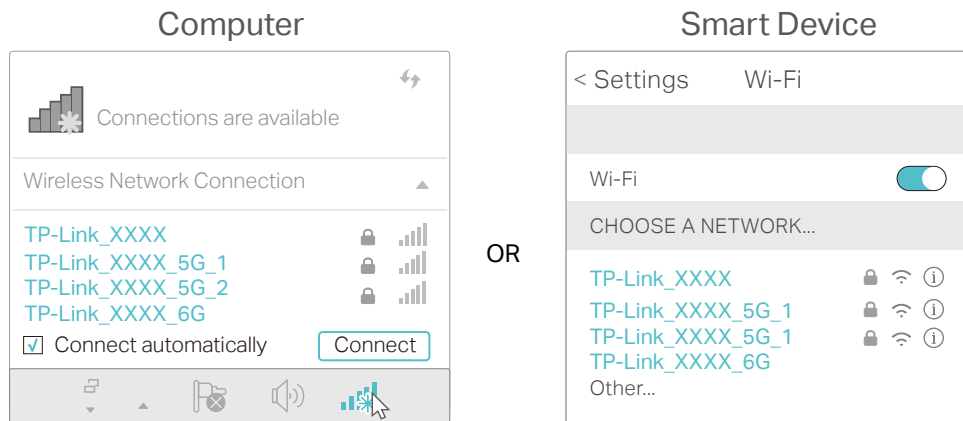 Computer
Connections are available
Wireless Network Connection
TP-Link_XXXX
TP-Link_XXXX_5G_1
TP-Link_XXXX_5G_2
TP-Link_XXXX_6G
Connect automatically
Connect
OR
Smart Device
< Settings Wi-Fi
Wi-Fi
CHOOSE A NETWORK...
TP-Link_XXXX
TP-Link_XXXX_5G_1
TP-Link_XXXX_5G_1
TP-Link_XXXX_6G
Other...